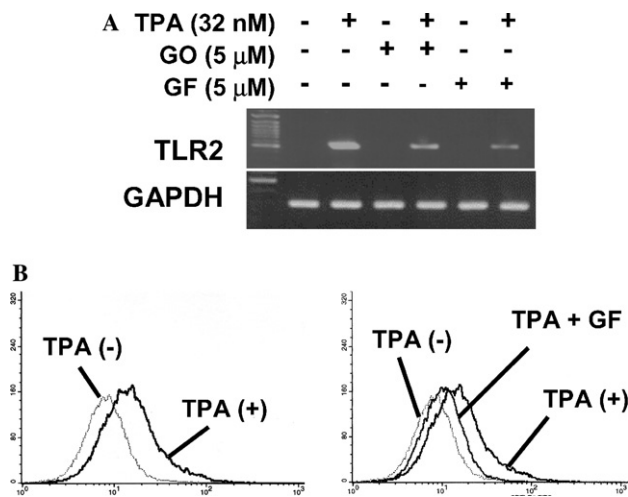 A TPA (32 nM) - + - + - +
GO (5 µM) - - + + - -
GF (5 µM) - - - - + +
TLR2
GAPDH
B
320
240
160
80
0
TPA (-)
TPA (+)
10⁰ 10¹ 10² 10³
320
240
160
80
0
TPA (-)
TPA + GF
TPA (+)
10⁰ 10¹ 10² 10³